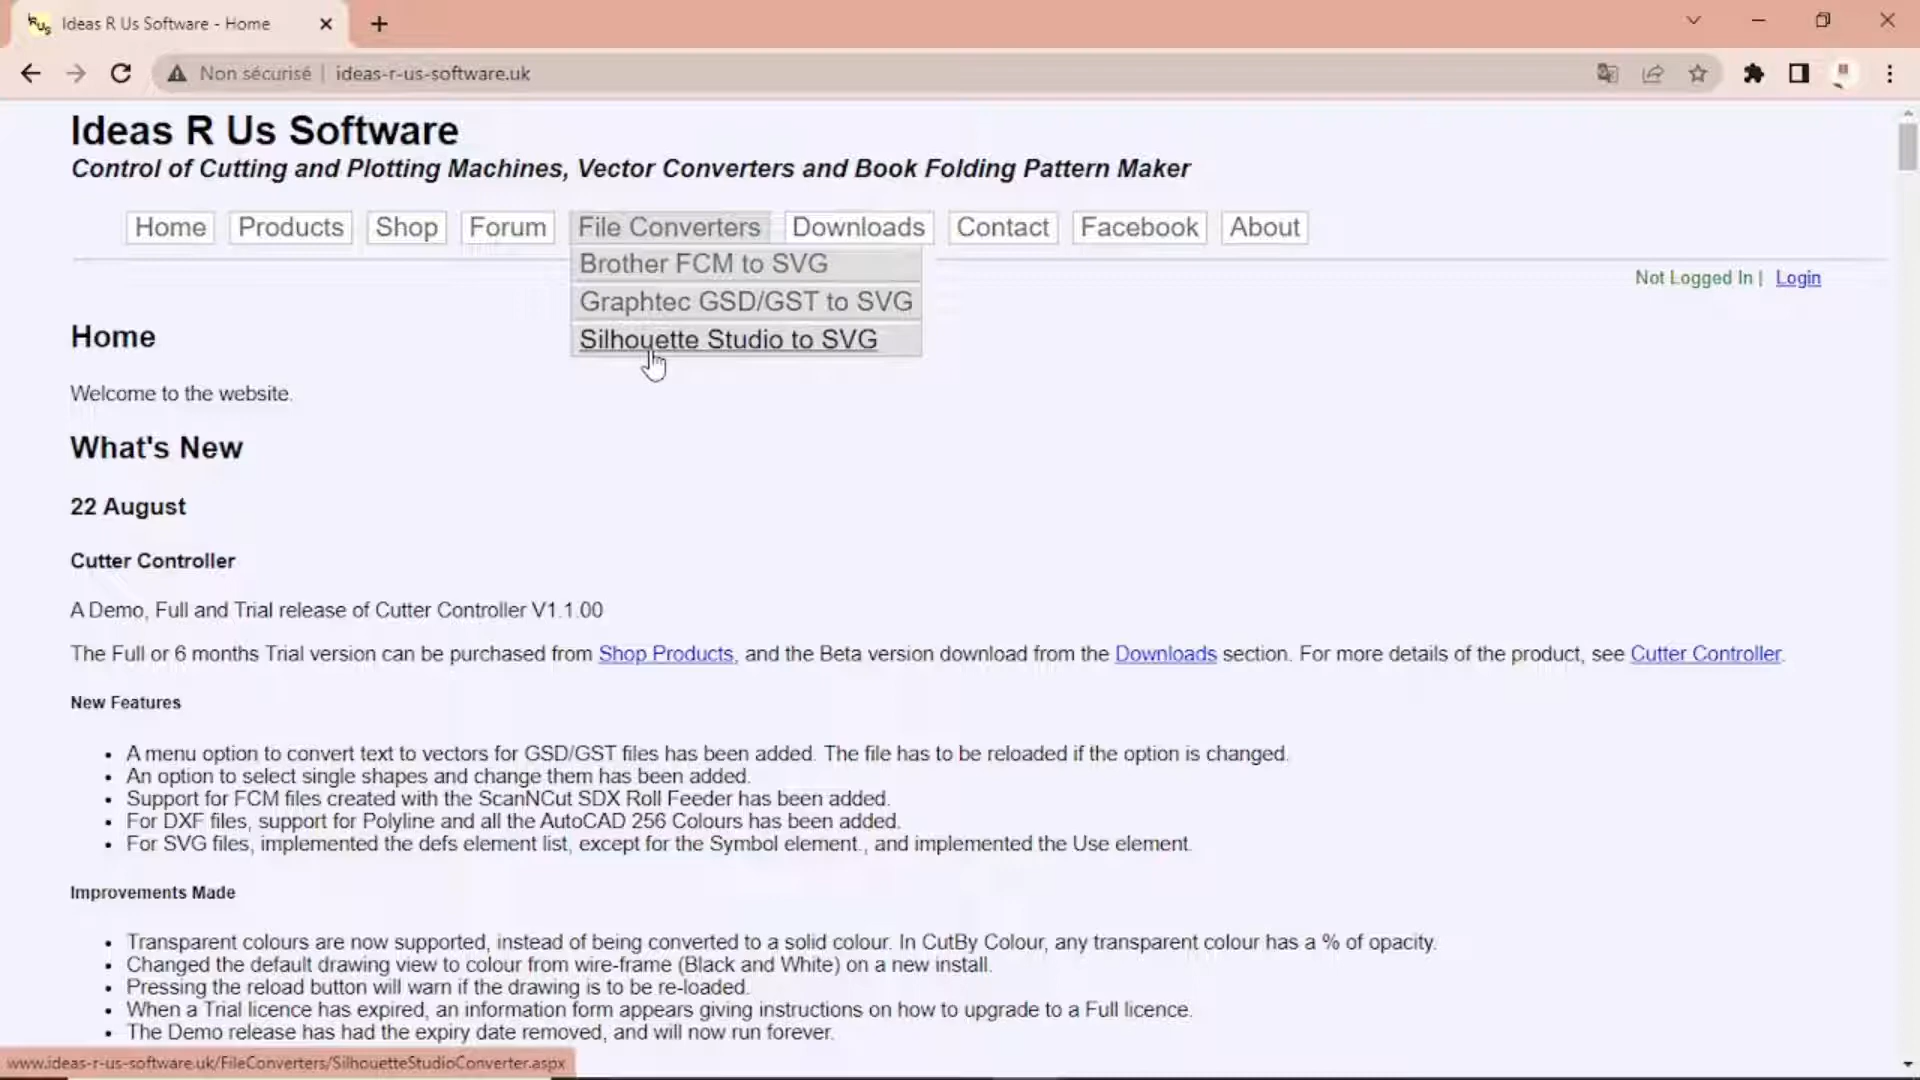 Ideas R Us Software - Home
Non sécurisé | ideas-r-us-software.uk
Ideas R Us Software
Control of Cutting and Plotting Machines, Vector Converters and Book Folding Pattern Maker
Home Products Shop Forum File Converters Downloads Contact Facebook About
Brother FCM to SVG
Graphtec GSD/GST to SVG
Silhouette Studio to SVG
Not Logged In | Login
Home
Welcome to the website.
What's New
22 August
Cutter Controller
A Demo, Full and Trial release of Cutter Controller V1.1.00
The Full or 6 months Trial version can be purchased from Shop Products, and the Beta version download from the Downloads section. For more details of the product, see Cutter Controller.
New Features
• A menu option to convert text to vectors for GSD/GST files has been added. The file has to be reloaded if the option is changed.
• An option to select single shapes and change them has been added.
• Support for FCM files created with the ScanNCut SDX Roll Feeder has been added.
• For DXF files, support for Polyline and all the AutoCAD 256 Colours has been added.
• For SVG files, implemented the defs element list, except for the Symbol element., and implemented the Use element.
Improvements Made
• Transparent colours are now supported, instead of being converted to a solid colour. In CutBy Colour, any transparent colour has a % of opacity.
• Changed the default drawing view to colour from wire-frame (Black and White) on a new install.
• Pressing the reload button will warn if the drawing is to be re-loaded.
• When a Trial licence has expired, an information form appears giving instructions on how to upgrade to a Full licence.
• The Demo release has had the expiry date removed, and will now run forever.
www.ideas-r-us-software.uk/FileConverters/SilhouetteStudioConverter.aspx